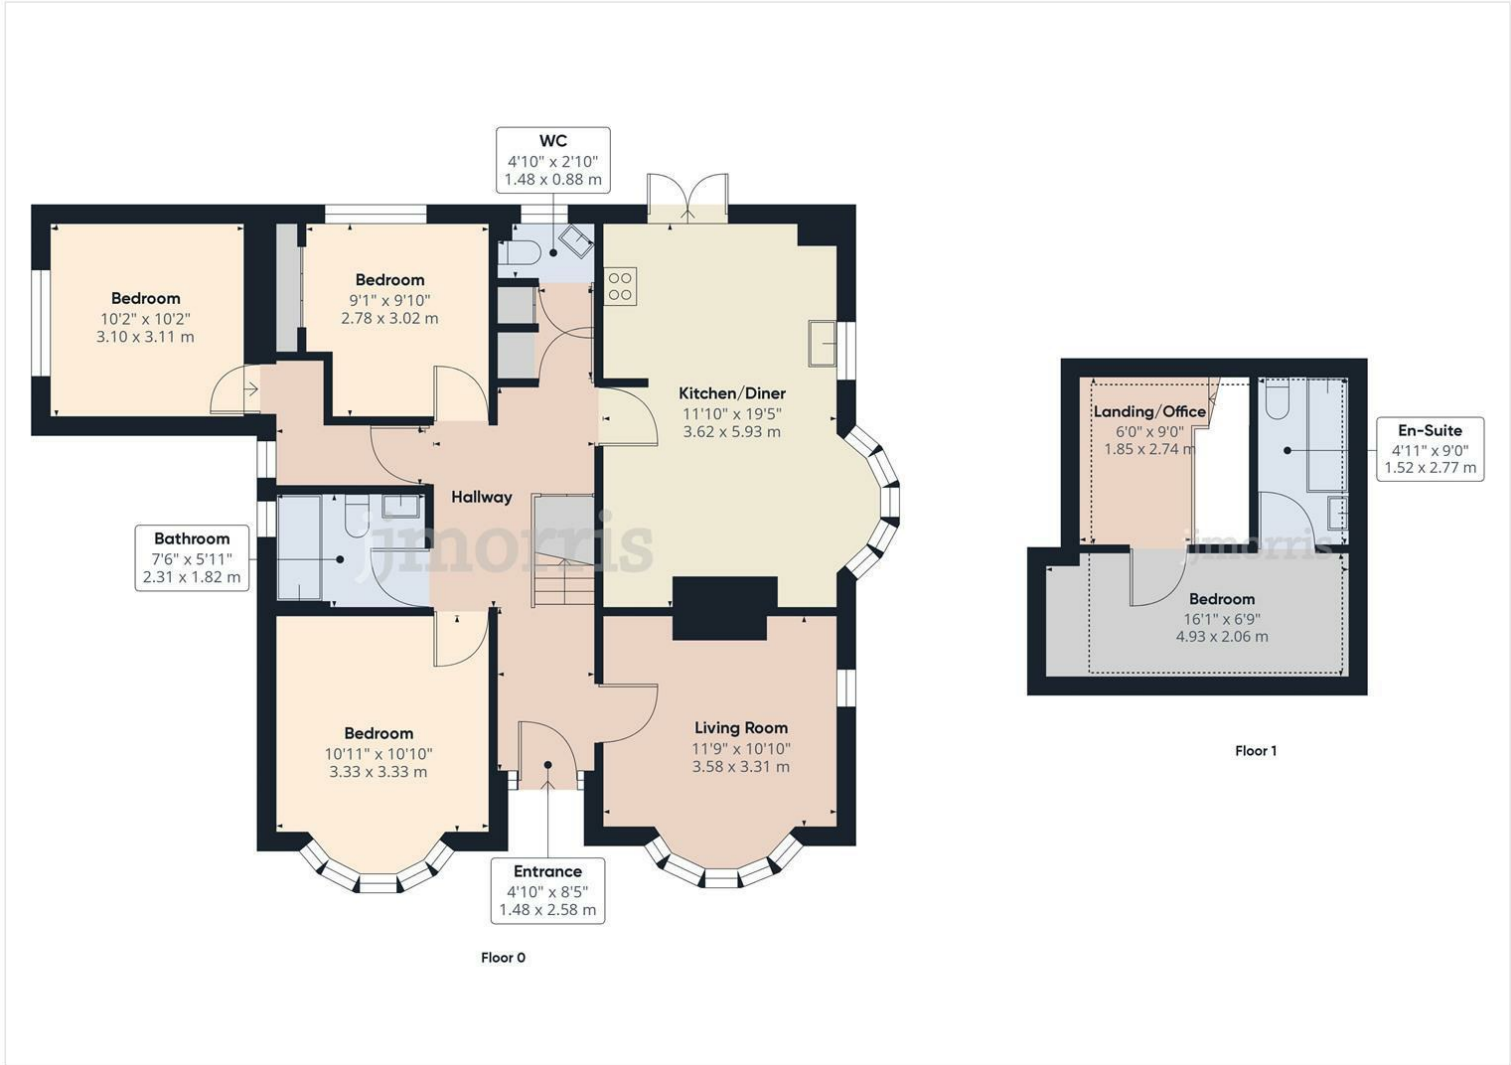 WC
4'10" x 2'10"
1.48 x 0.88 m
Bedroom
10'2" x 10'2"
3.10 x 3.11 m
Bedroom
9'1" x 9'10"
2.78 x 3.02 m
Kitchen/Diner
11'10" x 19'5"
3.62 x 5.93 m
Hallway
Bathroom
7'6" x 5'11"
2.31 x 1.82 m
jjmorris
Bedroom
10'11" x 10'10"
3.33 x 3.33 m
Living Room
11'9" x 10'10"
3.58 x 3.31 m
Entrance
4'10" x 8'5"
1.48 x 2.58 m
Floor 0
Landing/Office
6'0" x 9'0"
1.85 x 2.74 m
En-Suite
4'11" x 9'0"
1.52 x 2.77 m
jjmorris
Bedroom
16'1" x 6'9"
4.93 x 2.06 m
Floor 1